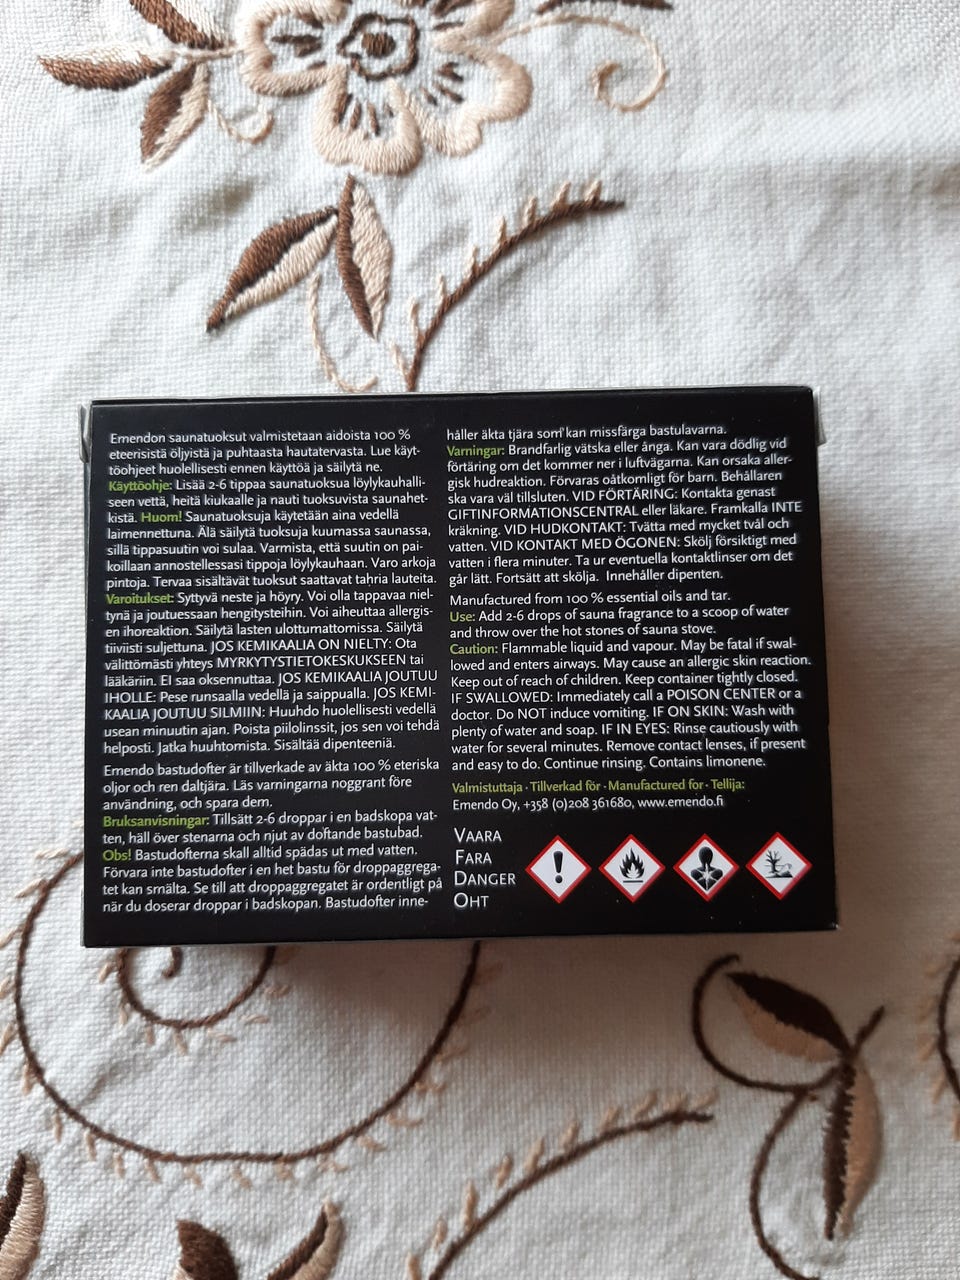 Emendon saunatuoksut valmistetaan aidoista 100 %
eteerisistä öljyistä ja puhtaasta hautatervasta. Lue käyt-
töohjeet huolellisesti ennen käyttöä ja säilytä ne.
Käyttöohje: Lisää 2-6 tippaa saunatuoksua löylykauhalli-
seen vettä, heitä kiukaalle ja nauti tuoksuvista saunahet-
kistä. Huom! Saunatuoksuja käytetään aina vedellä
laimennettuna. Älä säilytä tuoksuja kuumassa saunassa,
sillä tippasuutin voi sulaa. Varmista, että suutin on pai-
koillaan annostellessasi tippoja löylykauhaan. Varo arkoja
pintoja. Tervaa sisältävät tuoksut saattavat tahria lauteita.
Varoitukset: Syttyvä neste ja höyry. Voi olla tappavaa niel-
tynä ja joutuessaan hengitysteihin. Voi aiheuttaa allergis-
en ihoreaktion. Säilytä lasten ulottumattomissa. Säilytä
tiiviisti suljettuna. JOS KEMIKAALIA ON NIELTY: Ota
välittömästi yhteys MYRKYTYSTIETOKESKUKSEEN tai
lääkäriin. EI saa oksennuttaa. JOS KEMIKAALIA JOUTUU
IHOLLE: Pese runsaalla vedellä ja saippualla. JOS KEMI-
KAALIA JOUTUU SILMIIN: Huuhdo huolellisesti vedellä
usean minuutin ajan. Poista piilolinssit, jos sen voi tehdä
helposti. Jatka huuhtomista. Sisältää dipenteeniä.
Emendo bastudofter är tillverkade av äkta 100 % eteriska
oljor och ren daltjära. Läs varningarna noggrant före
användning, och spara dem.
Bruksanvisningar: Tillsätt 2-6 droppar i en badskopa vat-
ten, häll över stenarna och njut av doftande bastubad.
Obs! Bastudofterna skall alltid spädas ut med vatten.
Förvara inte bastudofter i en het bastu för droppaggrega-
tet kan smälta. Se till att droppaggregatet är ordentligt på
när du doserar droppar i badskopan. Bastudofter inne-
håller äkta tjära som kan missfärga bastulavarna.
Varningar: Brandfarlig vätska eller ånga. Kan vara dödlig vid
förtäring om det kommer ner i luftvägarna. Kan orsaka aller-
gisk hudreaktion. Förvaras oåtkomligt för barn. Behållaren
ska vara väl tillsluten. VID FÖRTÄRING: Kontakta genast
GIFTINFORMATIONSCENTRAL eller läkare. Framkalla INTE
kräkning. VID HUDKONTAKT: Tvätta med mycket tvål och
vatten. VID KONTAKT MED ÖGONEN: Skölj försiktigt med
vatten i flera minuter. Ta ur eventuella kontaktlinser om det
går lätt. Fortsätt att skölja. Innehåller dipenten.
Manufactured from 100 % essential oils and tar.
Use: Add 2-6 drops of sauna fragrance to a scoop of water
and throw over the hot stones of sauna stove.
Caution: Flammable liquid and vapour. May be fatal if swal-
lowed and enters airways. May cause an allergic skin reaction.
Keep out of reach of children. Keep container tightly closed.
IF SWALLOWED: Immediately call a POISON CENTER or a
doctor. Do NOT induce vomiting. IF ON SKIN: Wash with
plenty of water and soap. IF IN EYES: Rinse cautiously with
water for several minutes. Remove contact lenses, if present
and easy to do. Continue rinsing. Contains limonene.
Valmistuttaja · Tillverkad för · Manufactured for · Tellija:
Emendo Oy, +358 (0)208 361680, www.emendo.fi
VAARA
FARA
DANGER
OHT